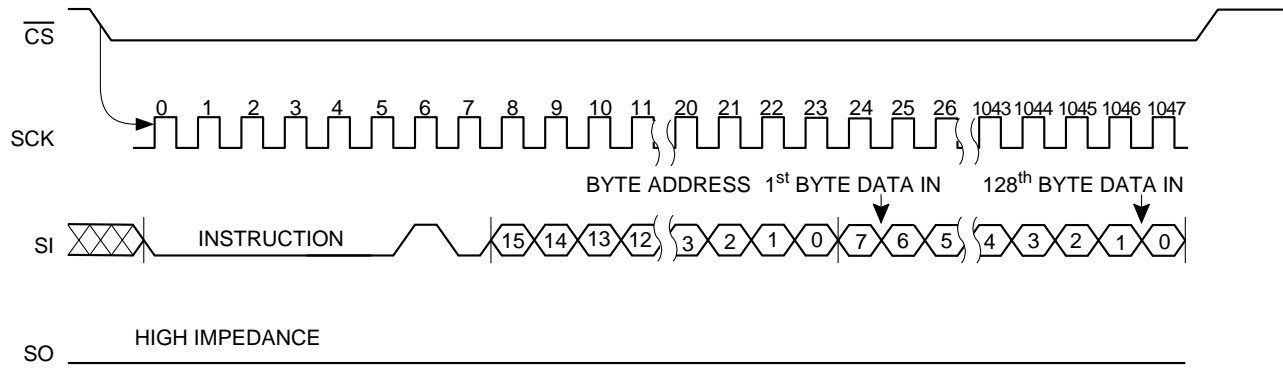 CS
0 1 2 3 4 5 6 7 8 9 10 11 20 21 22 23 24 25 26 1043 1044 1045 1046 1047
SCK
BYTE ADDRESS 1st BYTE DATA IN 128th BYTE DATA IN
SI INSTRUCTION 15 14 13 12 3 2 1 0 7 6 5 4 3 2 1 0
HIGH IMPEDANCE
SO